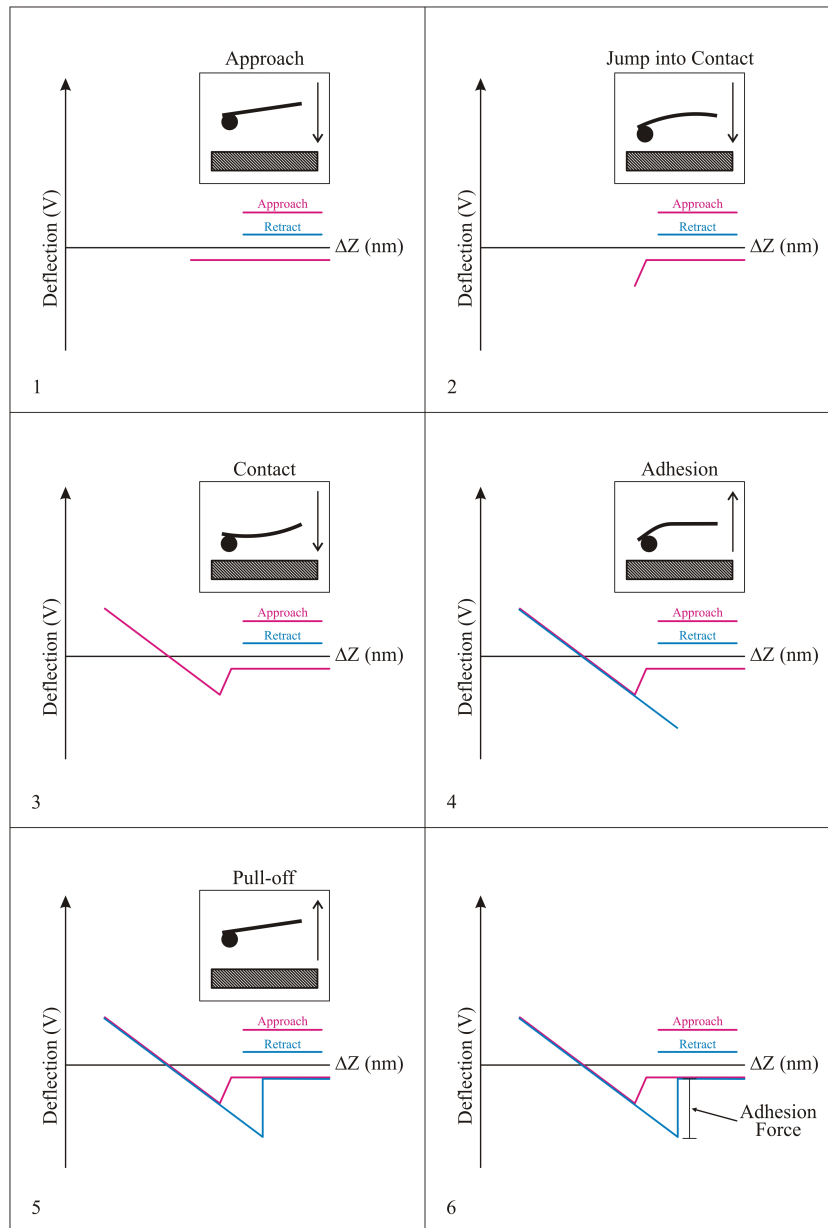 Approach
Deflection (V)
Approach
Retract
ΔZ (nm)
1
Jump into Contact
Deflection (V)
Approach
Retract
ΔZ (nm)
2
Contact
Deflection (V)
Approach
Retract
ΔZ (nm)
3
Adhesion
Deflection (V)
Approach
Retract
ΔZ (nm)
4
Pull-off
Deflection (V)
Approach
Retract
ΔZ (nm)
5
Deflection (V)
Approach
Retract
ΔZ (nm)
Adhesion
Force
6